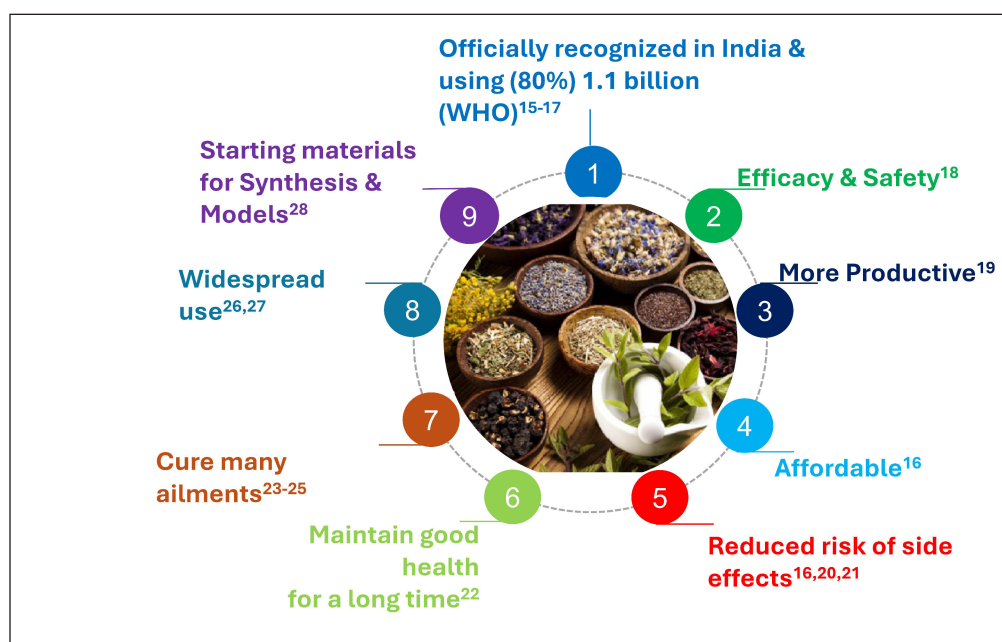 Officially recognized in India &
using (80%) 1.1 billion
(WHO)15-17
1
Efficacy & Safety18
2
More Productive19
3
4
Affordable16
5
Reduced risk of side
effects16,20,21
6
Maintain good
health
for a long time22
7
Cure many
ailments23-25
8
Widespread
use26,27
9
Starting materials
for Synthesis &
Models28